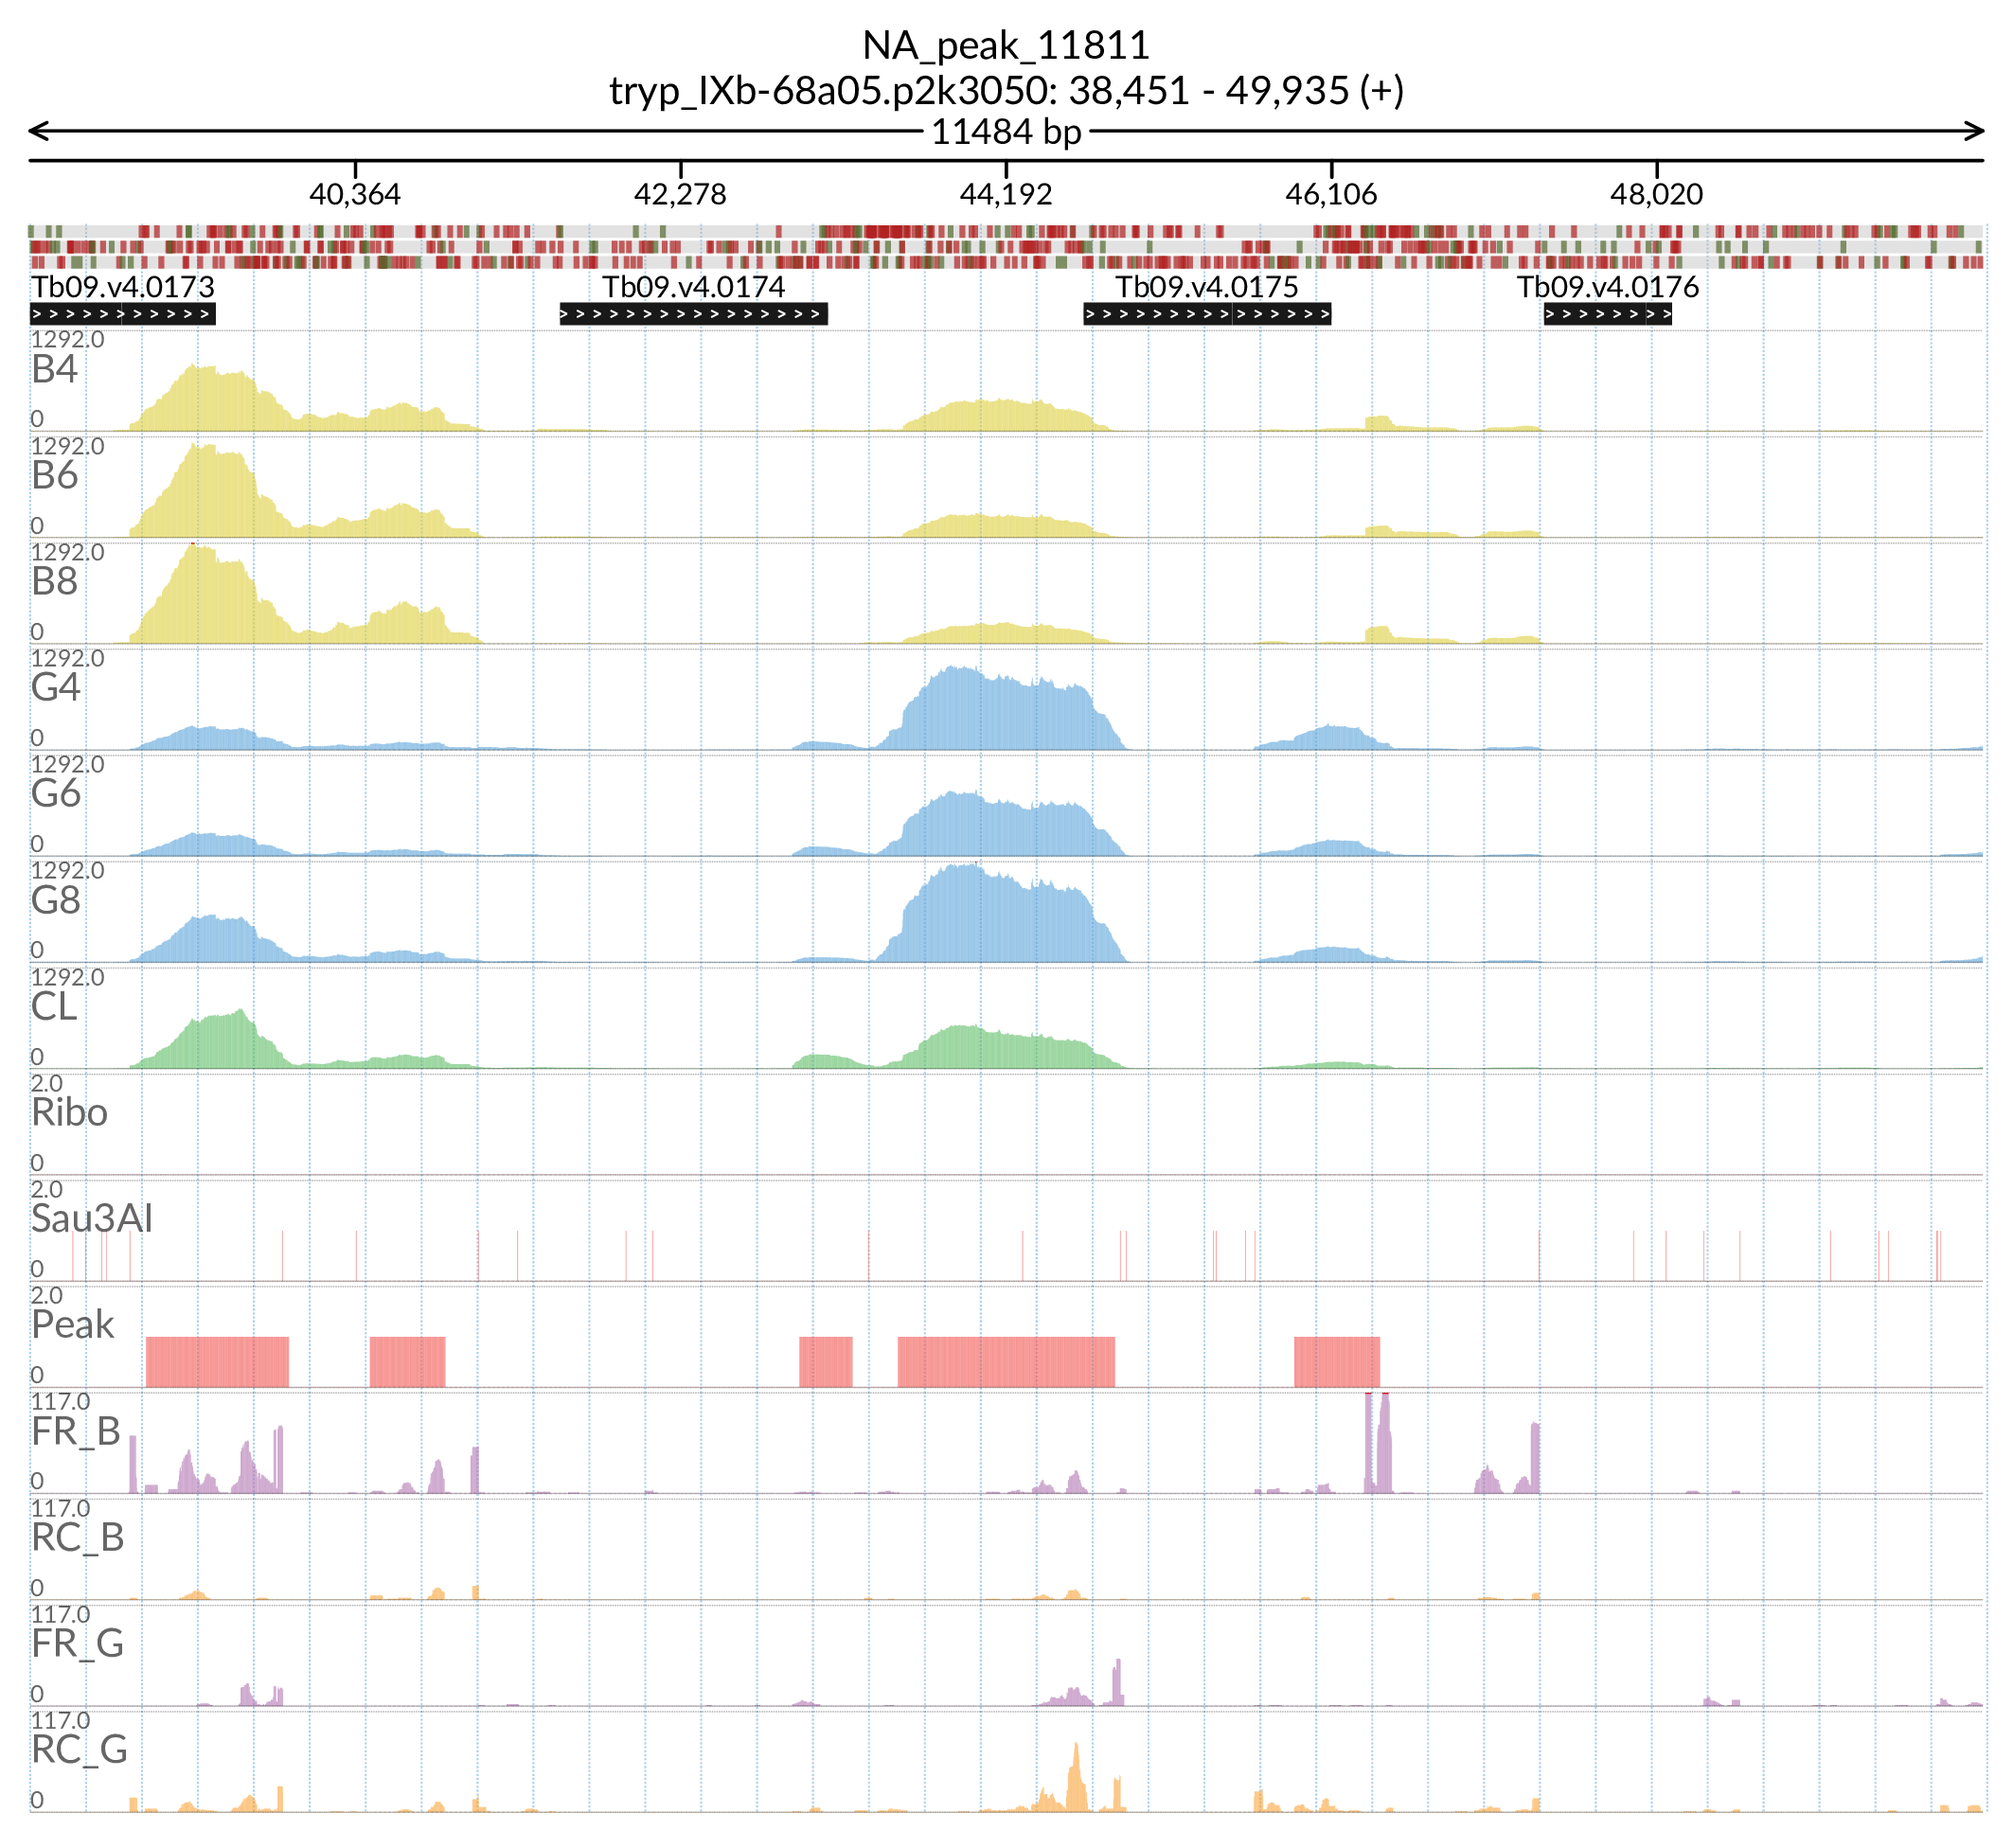 NA_peak_11811
tryp_IXb-68a05.p2k3050: 38,451 - 49,935 (+)
11484 bp
40,364 42,278 44,192 46,106 48,020
Tb09.v4.0173 Tb09.v4.0174 Tb09.v4.0175 Tb09.v4.0176
1292.0
B4
0
1292.0
B6
0
1292.0
B8
0
1292.0
G4
0
1292.0
G6
0
1292.0
G8
0
1292.0
CL
0
2.0
Ribo
0
2.0
Sau3AI
0
2.0
Peak
0
117.0
FR_B
0
117.0
RC_B
0
117.0
FR_G
0
117.0
RC_G
0